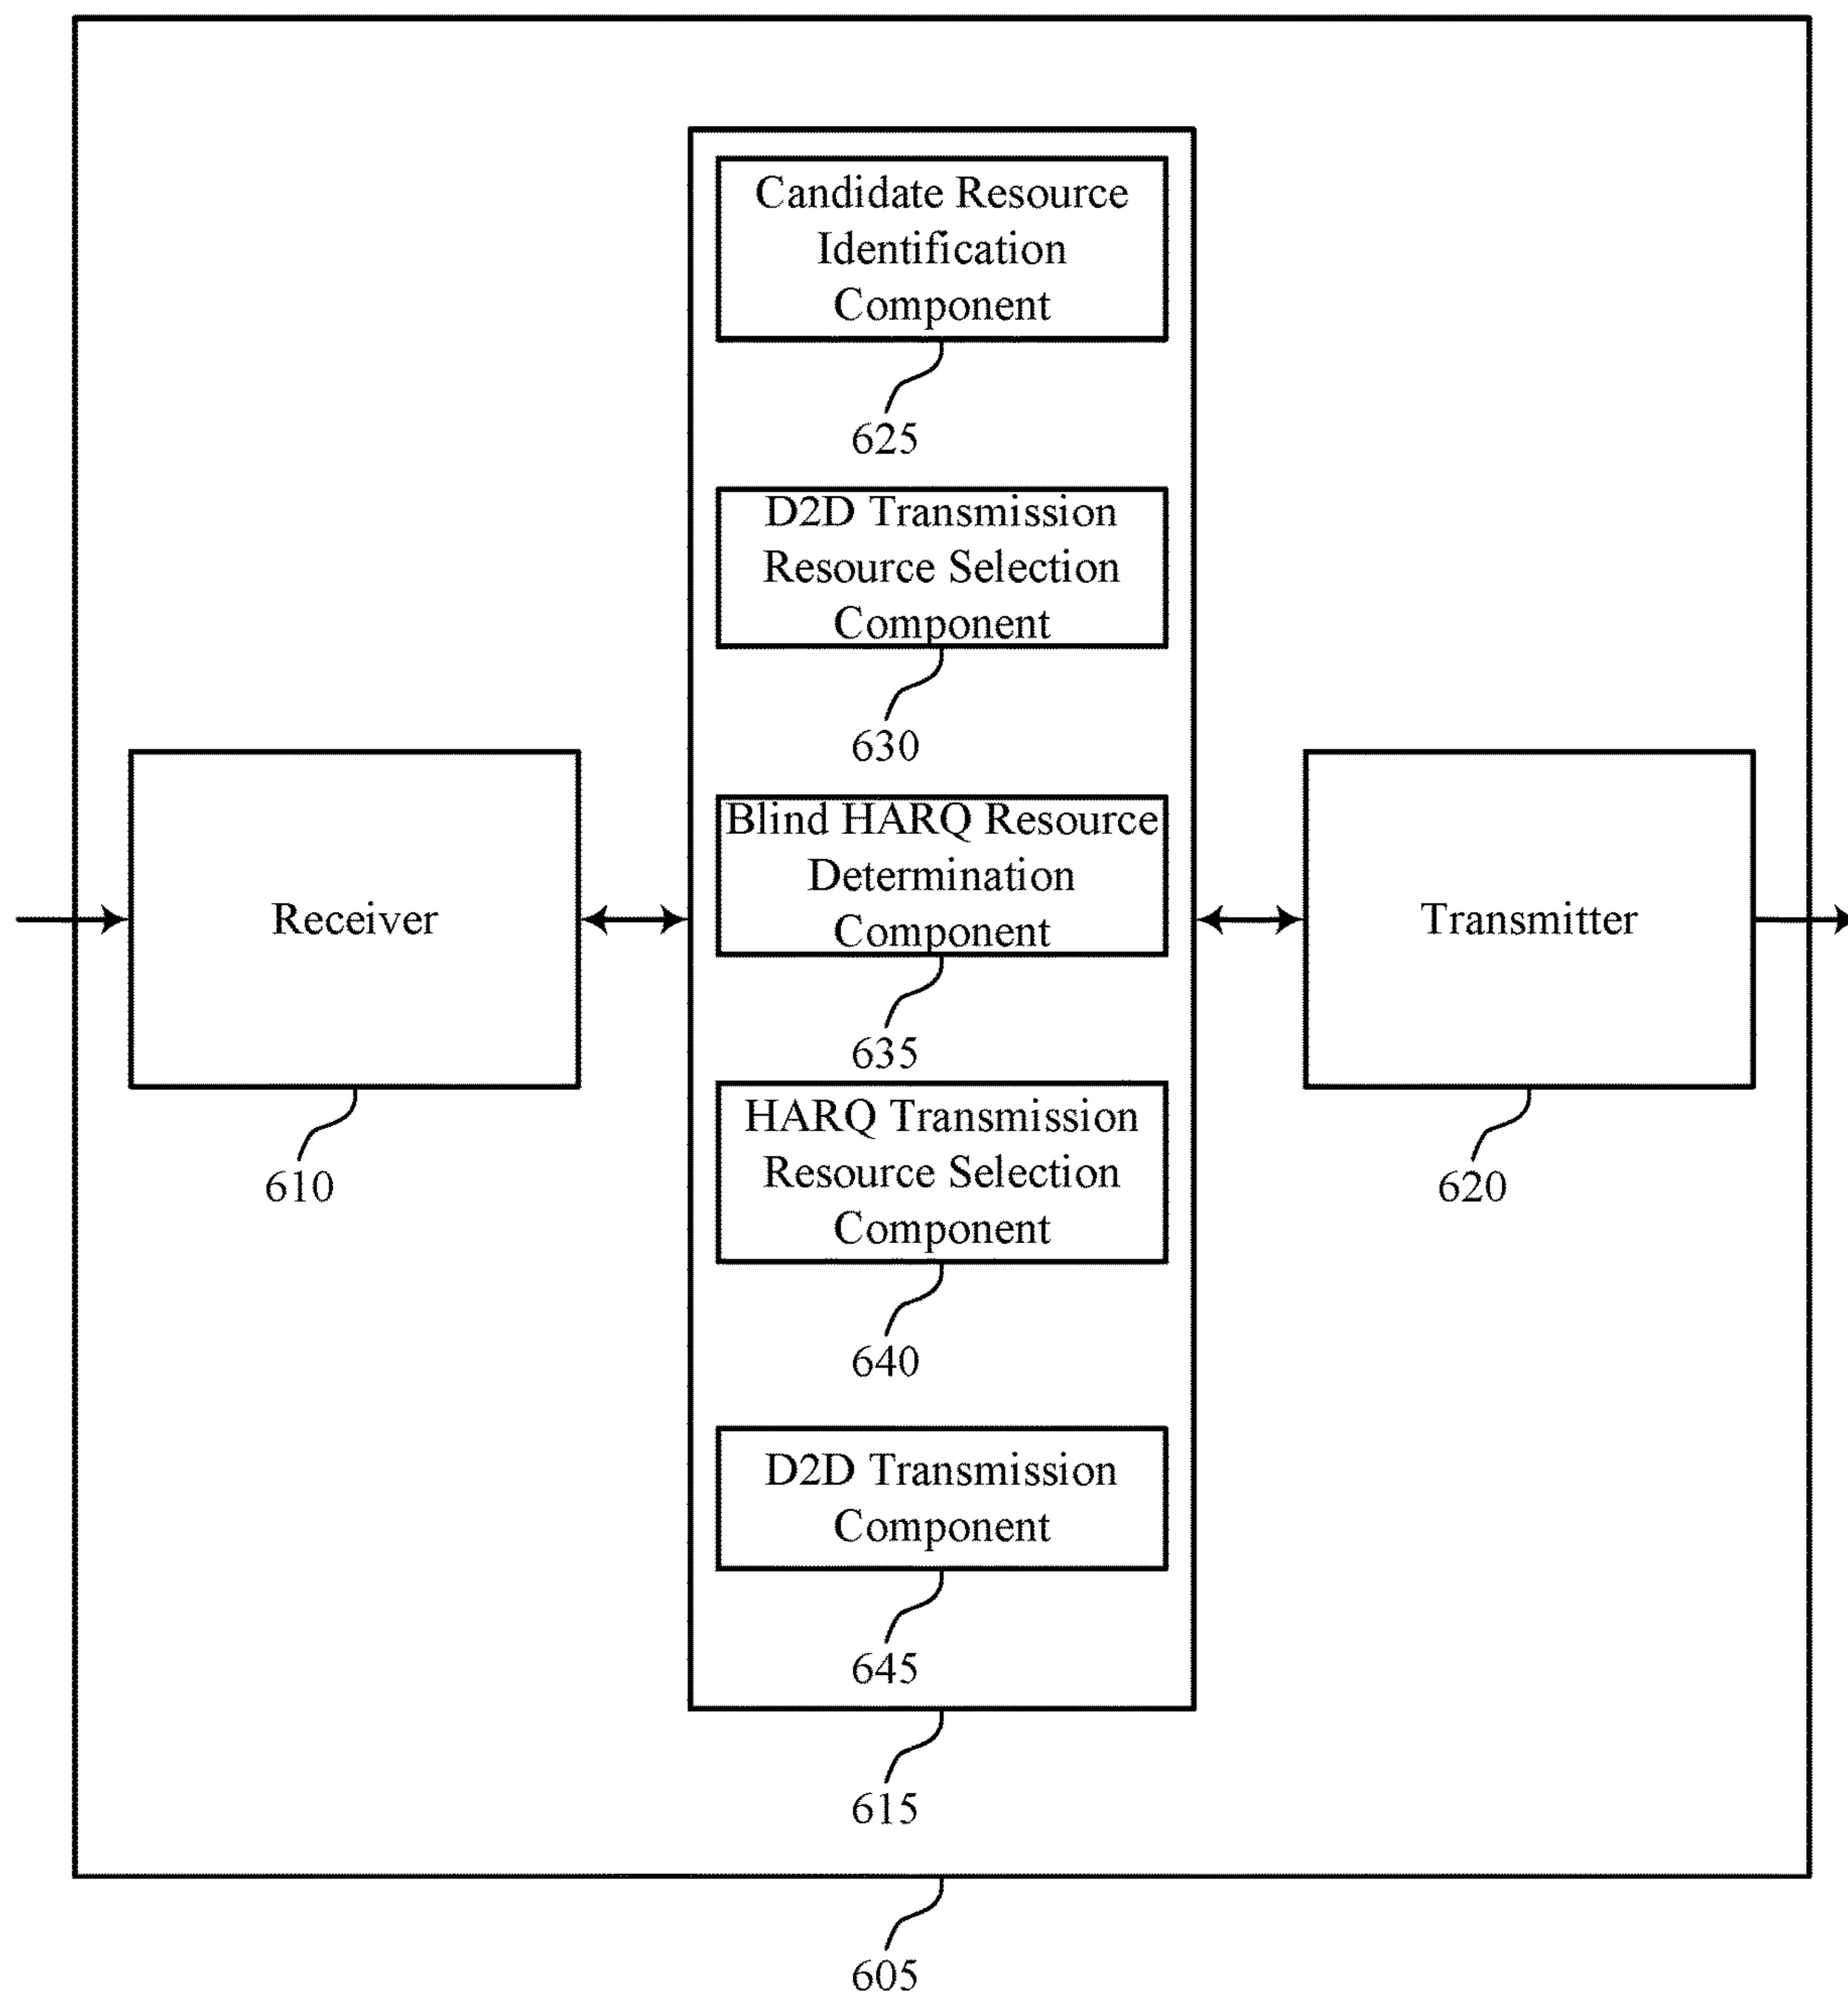 Candidate Resource
Identification
Component
625
D2D Transmission
Resource Selection
Component
630
Blind HARQ Resource
Determination
Component
635
Receiver
610
Transmitter
620
HARQ Transmission
Resource Selection
Component
640
D2D Transmission
Component
645
615
605